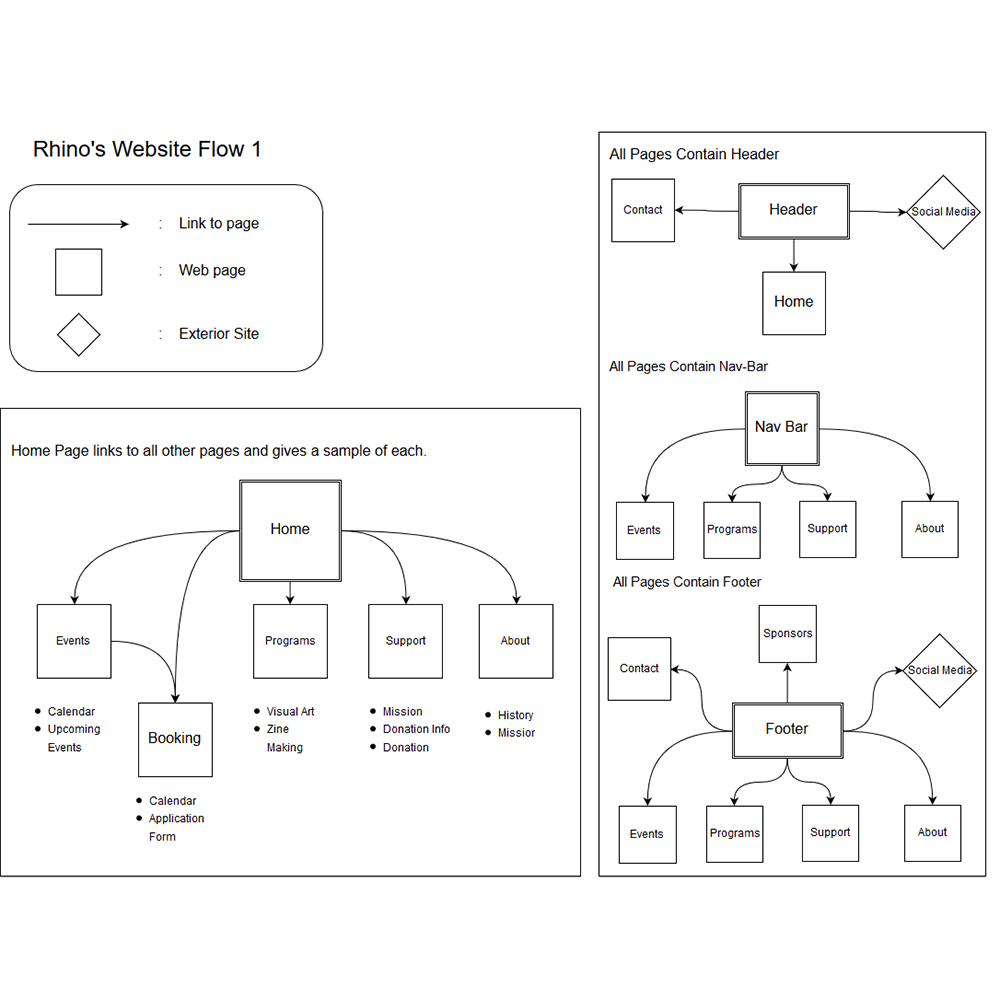 Rhino's Website Flow 1
: Link to page
: Web page
: Exterior Site
Home Page links to all other pages and gives a sample of each.
Home
Events
Programs
Support
About
Booking
• Calendar
• Upcoming
Events
• Visual Art
• Zine
Making
• Mission
• Donation Info
• Donation
• History
• Missior
• Calendar
• Application
Form
All Pages Contain Header
Contact
Header
Social Media
Home
All Pages Contain Nav-Bar
Nav Bar
Events
Programs
Support
About
All Pages Contain Footer
Sponsors
Contact
Social Media
Footer
Events
Programs
Support
About